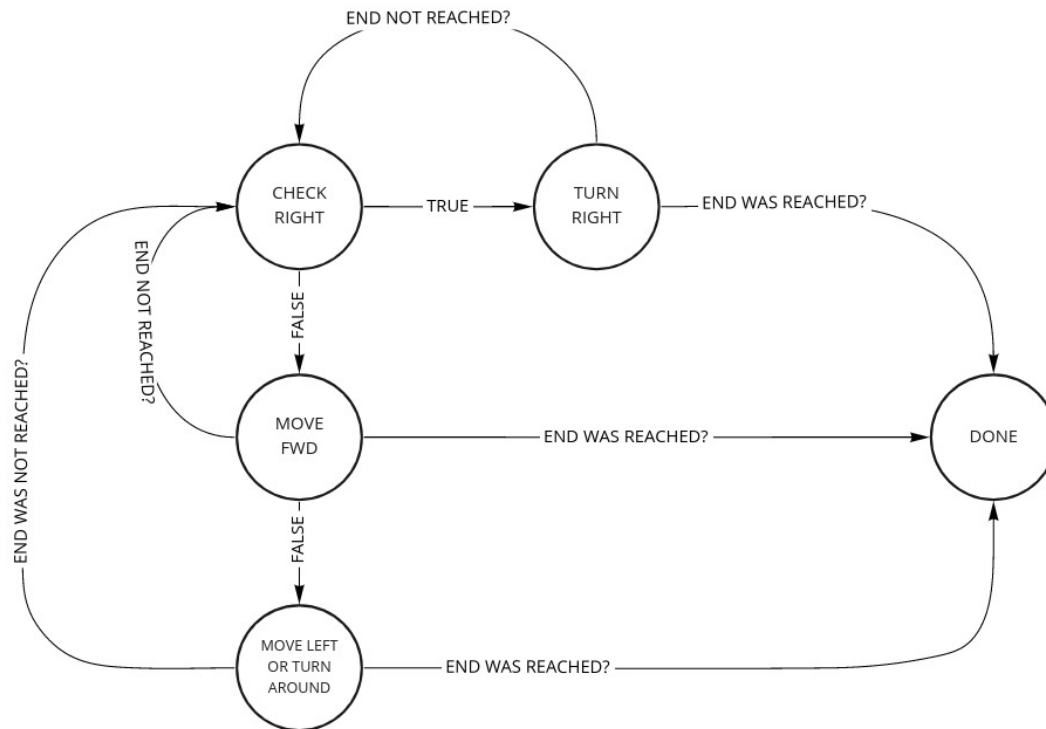 END NOT REACHED?
CHECK
RIGHT
TRUE
TURN
RIGHT
END WAS REACHED?
END NOT REACHED?
FALSE
END WAS NOT REACHED?
MOVE
FWD
END WAS REACHED?
DONE
FALSE
MOVE LEFT
OR TURN
AROUND
END WAS REACHED?